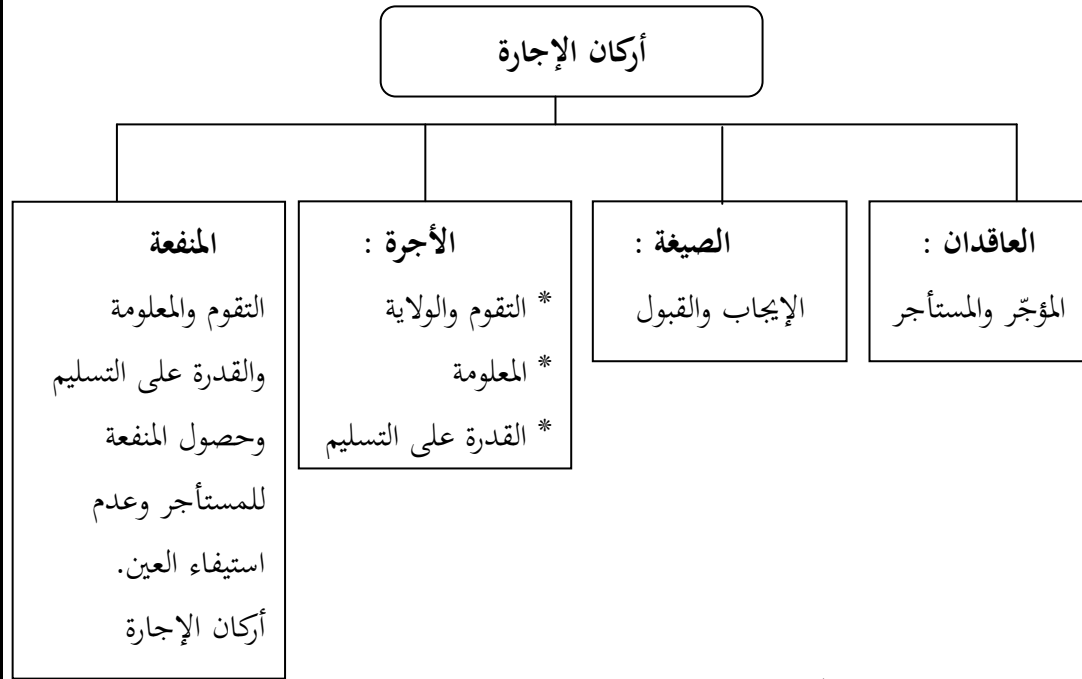 أركان الإجارة
العاقدان :
المؤجّر والمستأجر
الصيغة :
الإيجاب والقبول
الأجرة :
* التقوم والولاية
* المعلومة
* القدرة على التسليم
المنفعة
التقوم والمعلومة
والقدرة على التسليم
وحصول المنفعة
للمستأجر وعدم
استيفاء العين.
أركان الإجارة